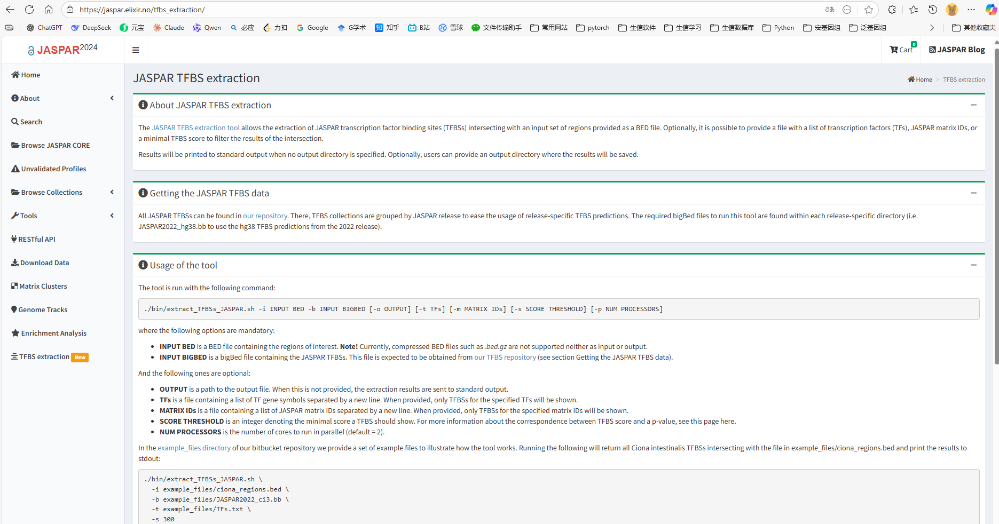 https://jaspar.elixir.no/tfbs_extraction/
ChatGPT DeepSeek 元宝 Claude Qwen 必应 力扣 Google G学术 知乎 B站 雪球 文件传输助手 常用网站 pytorch 生信软件 生信学习 生信数据库 Python 宏基因组 泛基因组 其他收藏夹
JASPAR2024
Cart 0
JASPAR Blog
Home
About
Search
Browse JASPAR CORE
Unvalidated Profiles
Browse Collections
Tools
RESTful API
Download Data
Matrix Clusters
Genome Tracks
Enrichment Analysis
TFBS extraction New
JASPAR TFBS extraction
Home > TFBS extraction
About JASPAR TFBS extraction
The JASPAR TFBS extraction tool allows the extraction of JASPAR transcription factor binding sites (TFBSs) intersecting with an input set of regions provided as a BED file. Optionally, it is possible to provide a file with a list of transcription factors (TFs), JASPAR matrix IDs, or
a minimal TFBS score to filter the results of the intersection.
Results will be printed to standard output when no output directory is specified. Optionally, users can provide an output directory where the results will be saved.
Getting the JASPAR TFBS data
All JASPAR TFBSs can be found in our repository. There, TFBS collections are grouped by JASPAR release to ease the usage of release-specific TFBS predictions. The required bigBed files to run this tool are found within each release-specific directory (i.e.
JASPAR2022_hg38.bb to use the hg38 TFBS predictions from the 2022 release).
Usage of the tool
The tool is run with the following command:
./bin/extract_TFBSs_JASPAR.sh -i INPUT BED -b INPUT BIGBED [-o OUTPUT] [-t TFs] [-m MATRIX IDs] [-s SCORE THRESHOLD] [-p NUM PROCESSORS]
where the following options are mandatory:
• INPUT BED is a BED file containing the regions of interest. Note! Currently, compressed BED files such as .bed.gz are not supported neither as input or output.
• INPUT BIGBED is a bigBed file containing the JASPAR TFBSs. This file is expected to be obtained from our TFBS repository (see section Getting the JASPAR TFBS data).
And the following ones are optional:
• OUTPUT is a path to the output file. When this is not provided, the extraction results are sent to standard output.
• TFs is a file containing a list of TF gene symbols separated by a new line. When provided, only TFBSs for the specified TFs will be shown.
• MATRIX IDs is a file containing a list of JASPAR matrix IDs separated by a new line. When provided, only TFBSs for the specified matrix IDs will be shown.
• SCORE THRESHOLD is an integer denoting the minimal score a TFBS should show. For more information about the correspondence between TFBS score and a p-value, see this page here.
• NUM PROCESSORS is the number of cores to run in parallel (default = 2).
In the example_files directory of our bitbucket repository we provide a set of example files to illustrate how the tool works. Running the following will return all Ciona intestinalis TFBSs intersecting with the file in example_files/ciona_regions.bed and print the results to
stdout:
./bin/extract_TFBSs_JASPAR.sh \
-i example_files/ciona_regions.bed \
-b example_files/JASPAR2022_ci3.bb \
-t example_files/TFs.txt \
-s 300